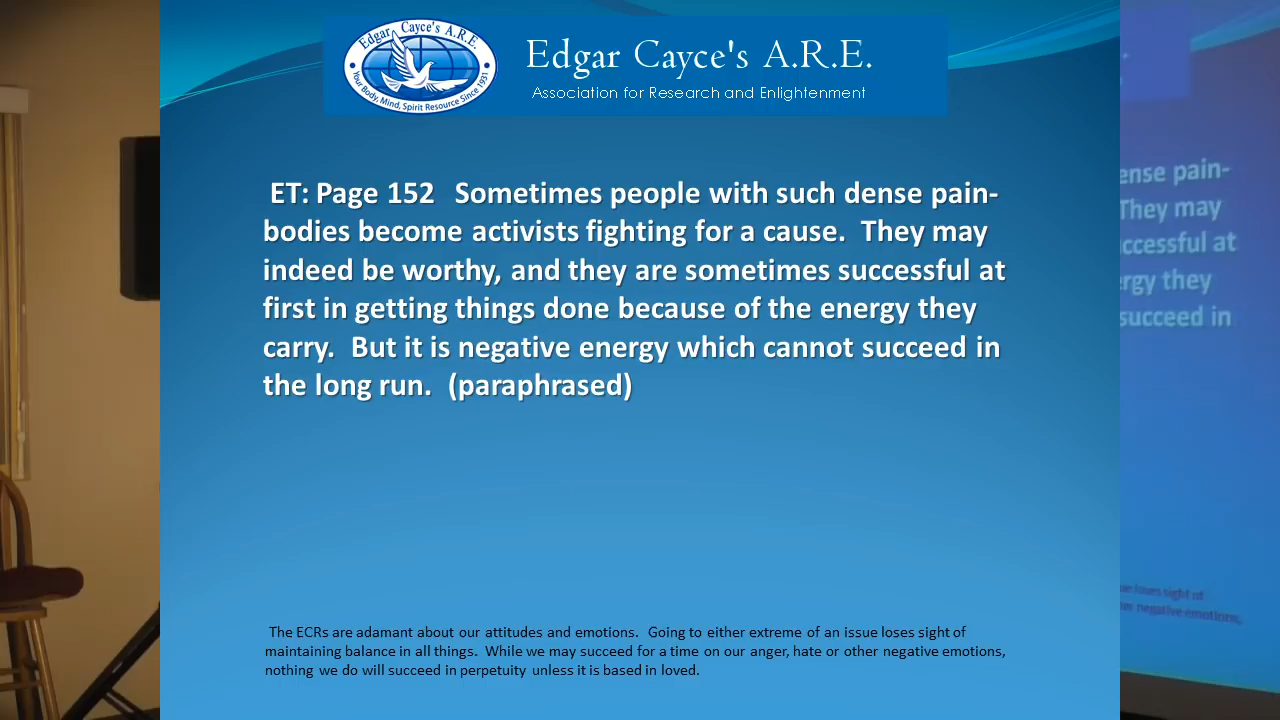 Edgar Cayce's A.R.E.
Your Body, Mind, Spirit Resource Since 1931
Edgar Cayce's A.R.E.
Association for Research and Enlightenment
ET: Page 152 Sometimes people with such dense pain-
bodies become activists fighting for a cause. They may
indeed be worthy, and they are sometimes successful at
first in getting things done because of the energy they
carry. But it is negative energy which cannot succeed in
the long run. (paraphrased)
The ECRs are adamant about our attitudes and emotions. Going to either extreme of an issue loses sight of
maintaining balance in all things. While we may succeed for a time on our anger, hate or other negative emotions,
nothing we do will succeed in perpetuity unless it is based in loved.
ense pain-
They may
ccessful at
rgy they
succeed in
loses sight of
negative emotions,